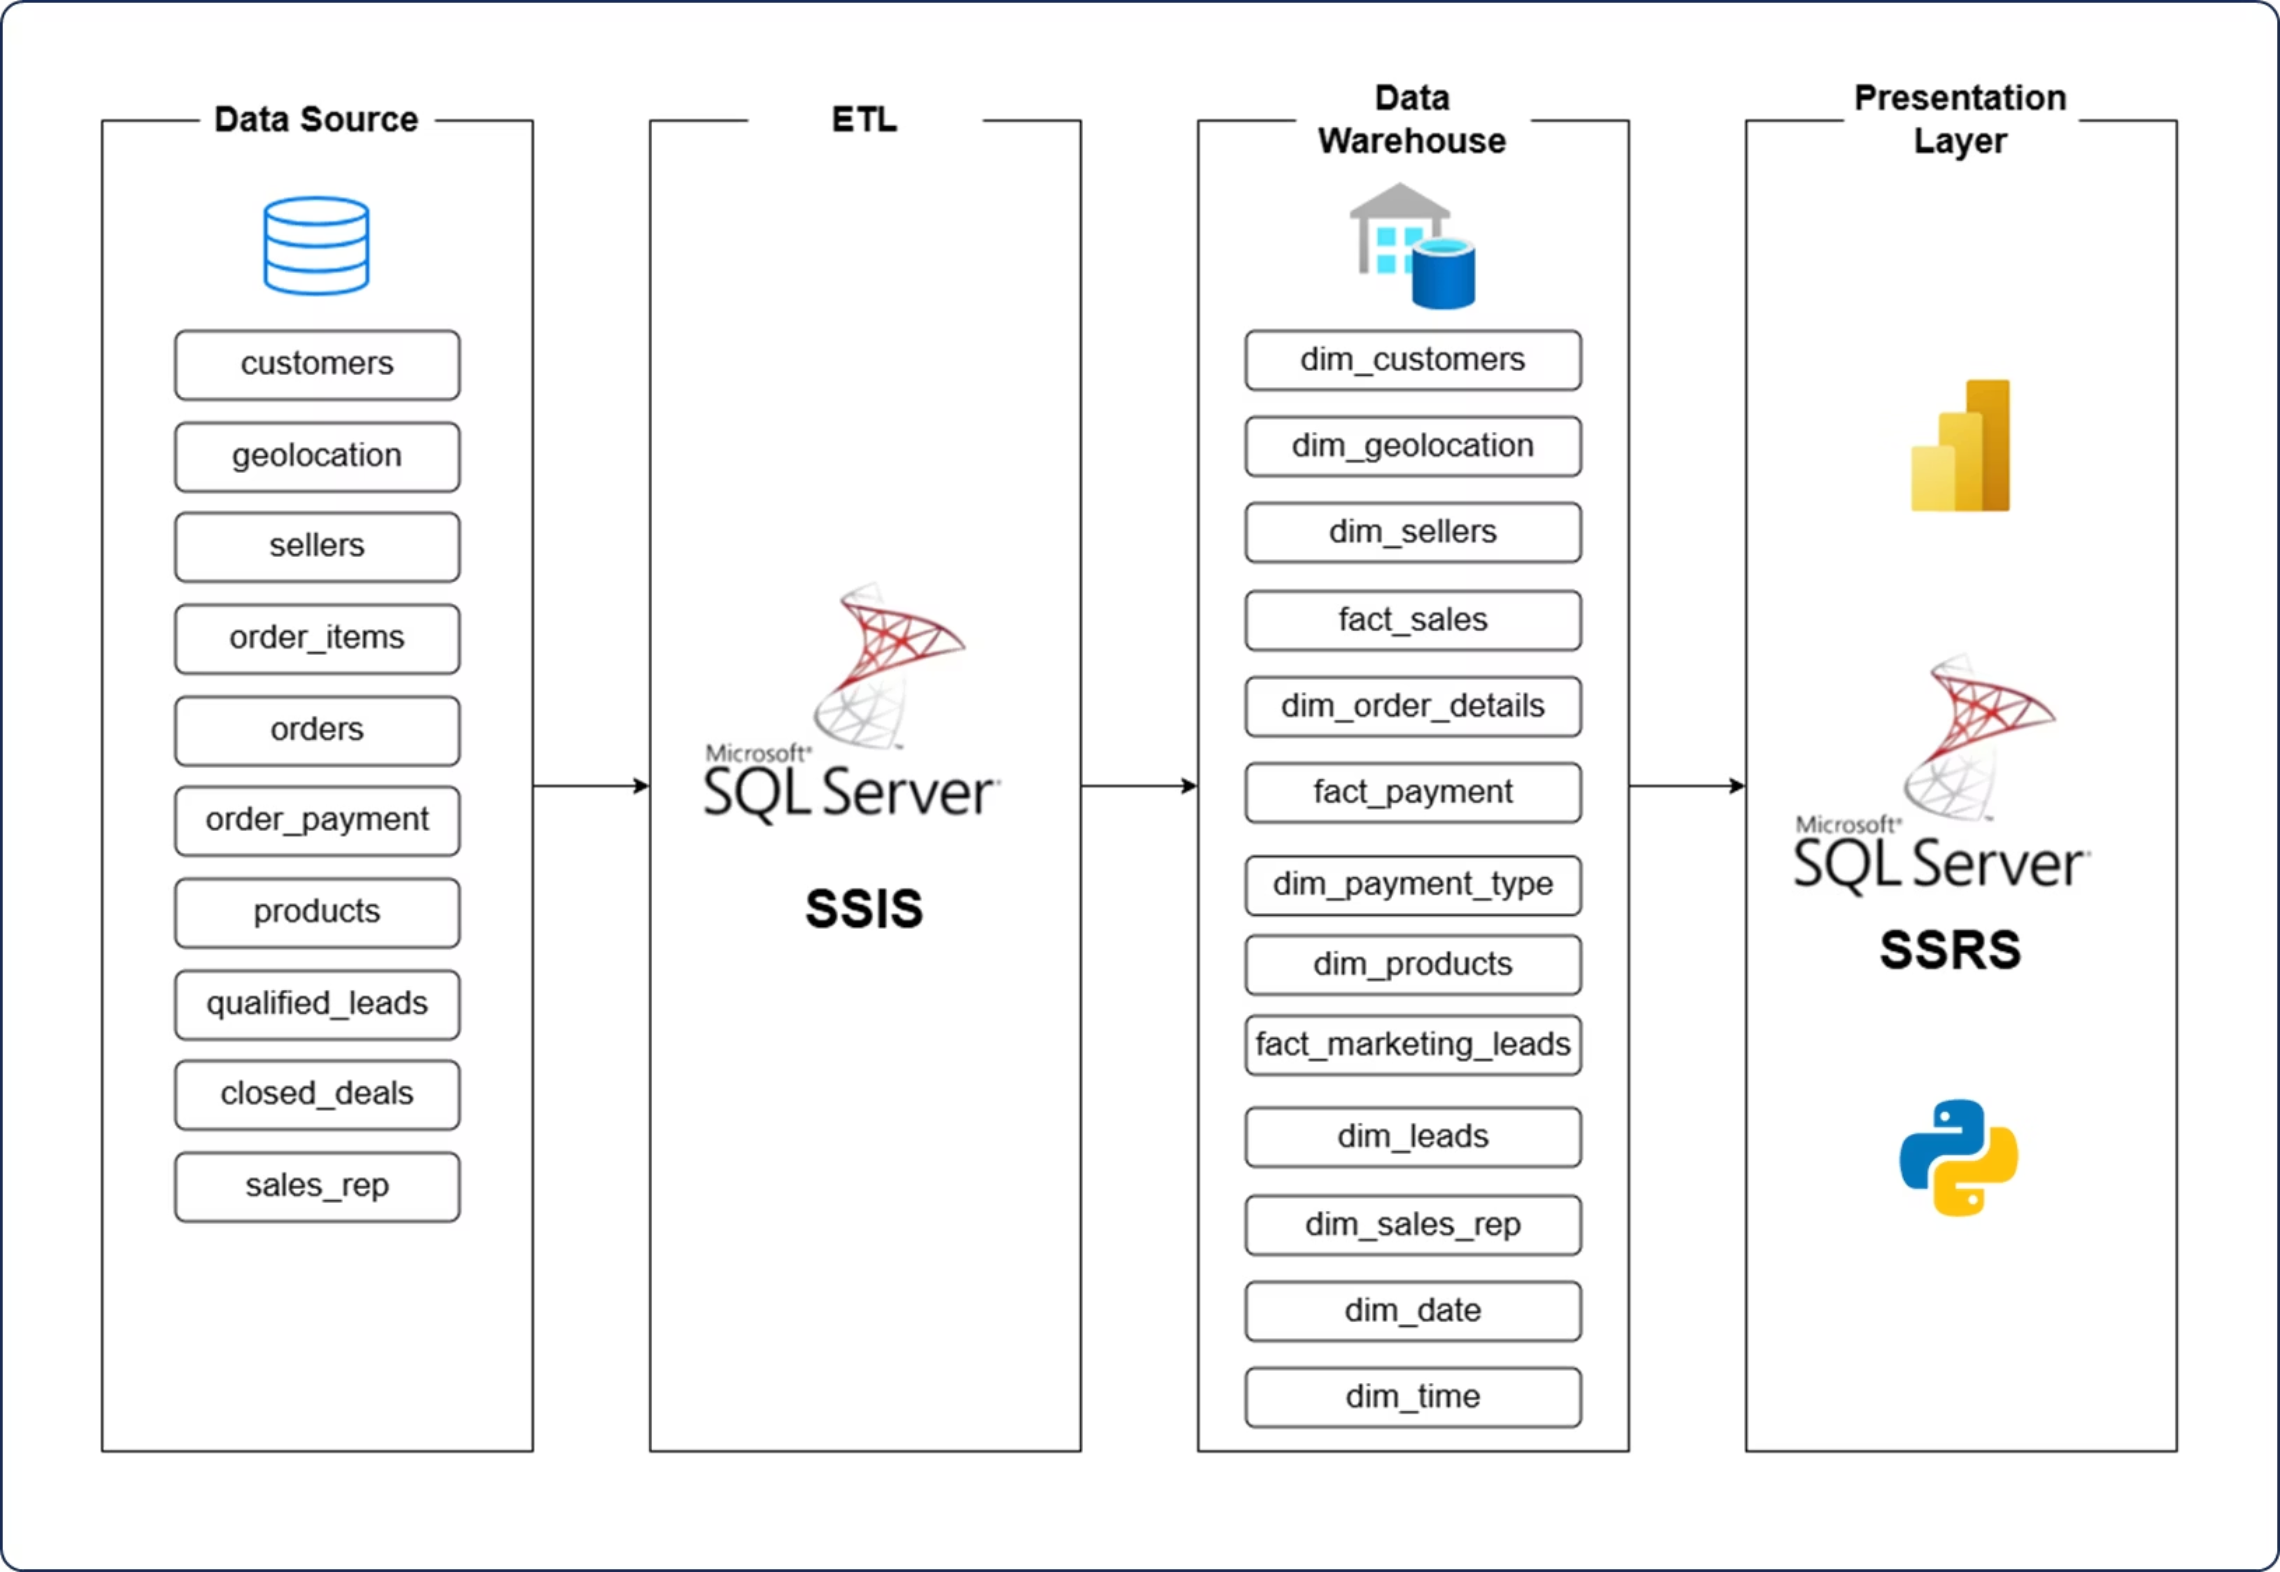 Data Source
customers
geolocation
sellers
order_items
orders
order_payment
products
qualified_leads
closed_deals
sales_rep
ETL
Microsoft®
SQL Server
SSIS
Data
Warehouse
dim_customers
dim_geolocation
dim_sellers
fact_sales
dim_order_details
fact_payment
dim_payment_type
dim_products
fact_marketing_leads
dim_leads
dim_sales_rep
dim_date
dim_time
Presentation
Layer
Microsoft®
SQL Server
SSRS